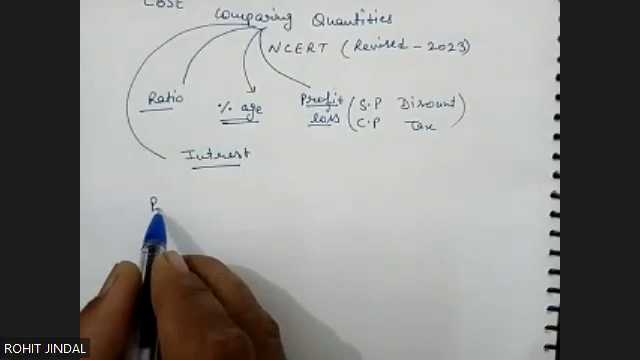 Comparing Quantities
NCERT (Revised - 2023)
Ratio
% age
Profit
loss
(S.P Discount
C.P Tax)
Interest
P
ROHIT JINDAL